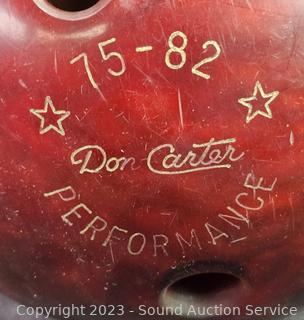 75-82
Don Carter
PERFORMANCE
Copyright 2023 - Sound Auction Service